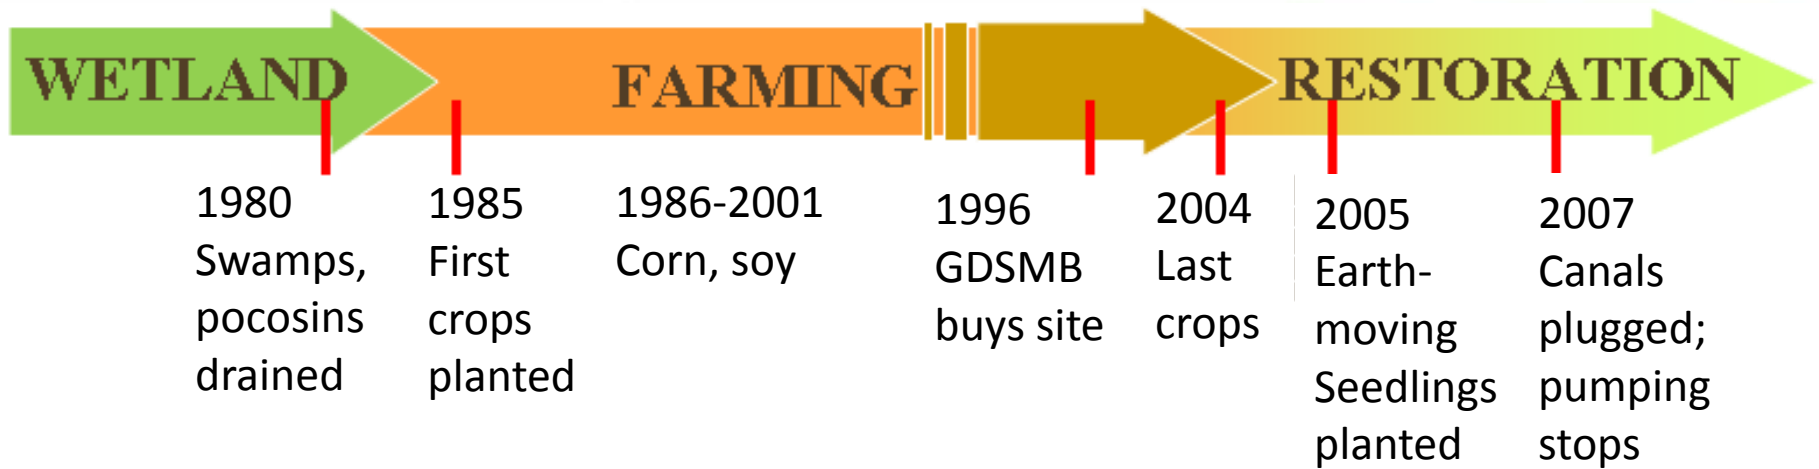 WETLAND
FARMING
RESTORATION
1980
Swamps,
pocosins
drained
1985
First
crops
planted
1986-2001
Corn, soy
1996
GDSMB
buys site
2004
Last
crops
2005
Earth-
moving
Seedlings
planted
2007
Canals
plugged;
pumping
stops